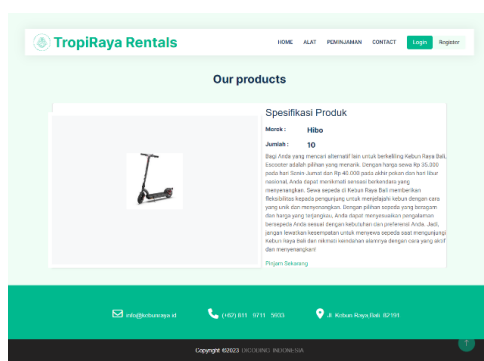 TropiRaya Rentals
HOME ALAT PEMINJAMAN CONTACT Login Register
Our products
Spesifikasi Produk
Merek : Hibo
Jumlah : 10
Bagi Anda yang mencari alternatif lain untuk berkeliling Kebun Raya Bali,
Escooter adalah pilihan yang menarik. Dengan harga sewa Rp 35.000
pada hari Senin Jumat dan Rp 40.000 pada akhir pekan dan hari libur
nasional, Anda dapat menikmati sensasi berkendara yang
menyenangkan. Sewa sepeda di Kebun Raya Bali memberikan
fleksibilitas kepada pengunjung untuk menjelajahi kebun dengan cara
yang unik dan menyenangkan. Dengan pilihan sepeda yang beragam
dan harga yang terjangkau, Anda dapat menyesuaikan pengalaman
bersepeda Anda sesuai dengan kebutuhan dan preferensi Anda. Jadi,
jangan lewatkan kesempatan untuk menyewa sepeda saat mengunjungi
Kebun Raya Bali dan nikmati keindahan alamnya dengan cara yang aktif
dan menyenangkan!
Pinjam Sekarang
info@kebunraya.id
Jl. Kebun Raya,Bali 82191
Copyright ©2023 DICODING INDONESIA